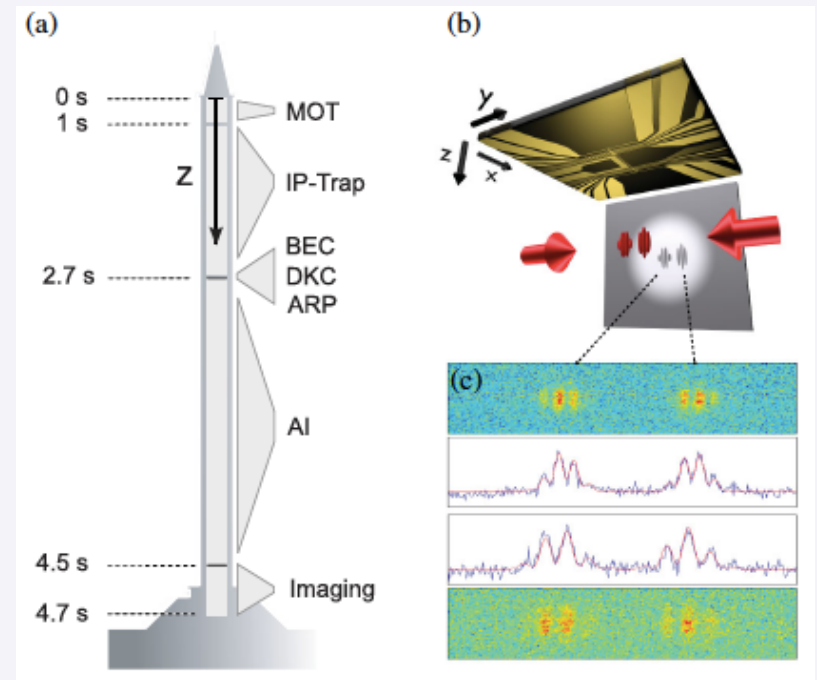 (a)
0 s
1 s
Z
2.7 s
4.5 s
4.7 s
MOT
IP-Trap
BEC
DKC
ARP
AI
Imaging
(b)
y
z
x
(c)